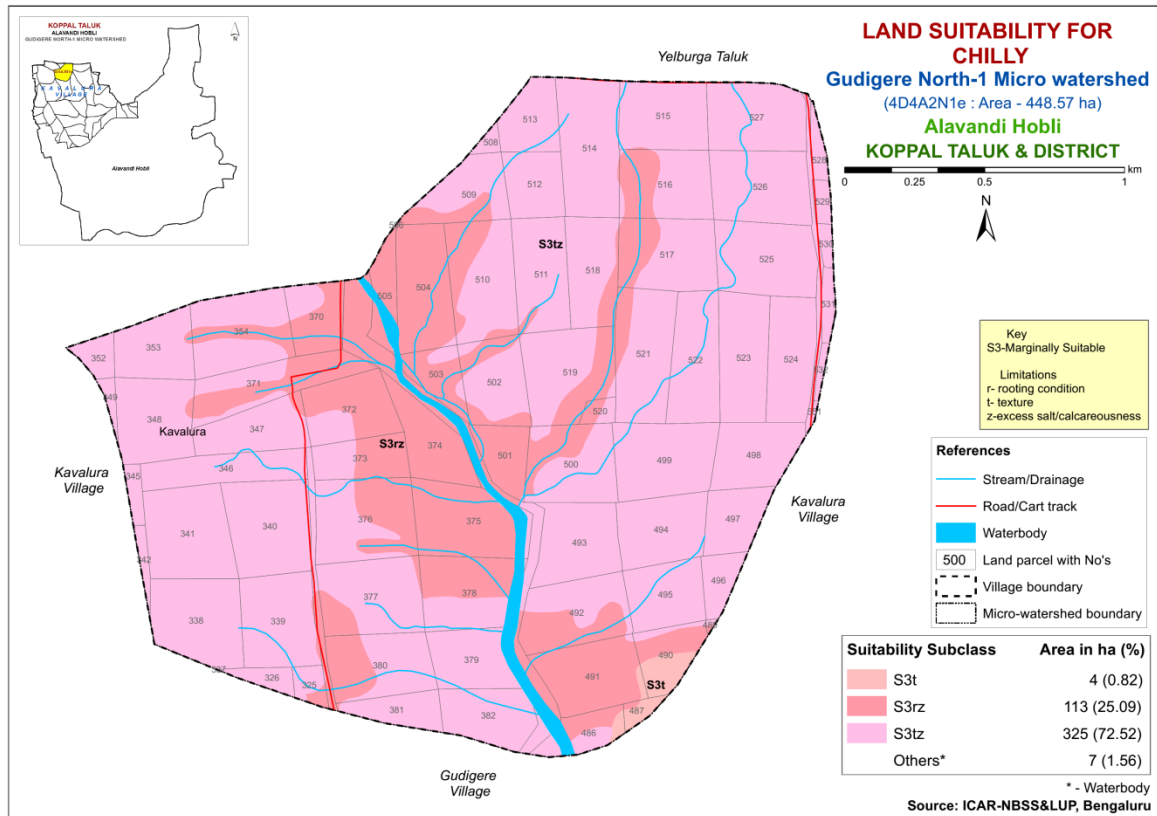 KOPPAL TALUK
ALAVANDI HOBLI
GUDIGERE NORTH-1 MICRO WATERSHED
N
KAVALURA
VILLAGE
Alavandi Hobli
LAND SUITABILITY FOR
CHILLY
Gudigere North-1 Micro watershed
(4D4A2N1e : Area - 448.57 ha)
Alavandi Hobli
KOPPAL TALUK & DISTRICT
0 0.25 0.5 1 km
N
Yelburga Taluk
513 515 527
508 514
528
512 516 526
509 529
506
S3tz 530
517 525
510 511 518
505 504
531
370
354
353
352 503 519 521 522 523 524
502 532
371
349 372 520 531
348 347
Kavalura S3rz 374
501 500 499 498
373
346
345
Kavalura
Village
Kavalura
Village
341 340 376 375 493 494 497
342
378 495 496
377 492
338 339 489
490
337 380 379
326 325 491 S3t
487
381 382 486
Gudigere
Village
Key
S3-Marginally Suitable
Limitations
r- rooting condition
t- texture
z-excess salt/calcareousness
References
Stream/Drainage
Road/Cart track
Waterbody
500 Land parcel with No's
Village boundary
Micro-watershed boundary
Suitability Subclass Area in ha (%)
S3t 4 (0.82)
S3rz 113 (25.09)
S3tz 325 (72.52)
Others* 7 (1.56)
* - Waterbody
Source: ICAR-NBSS&LUP, Bengaluru